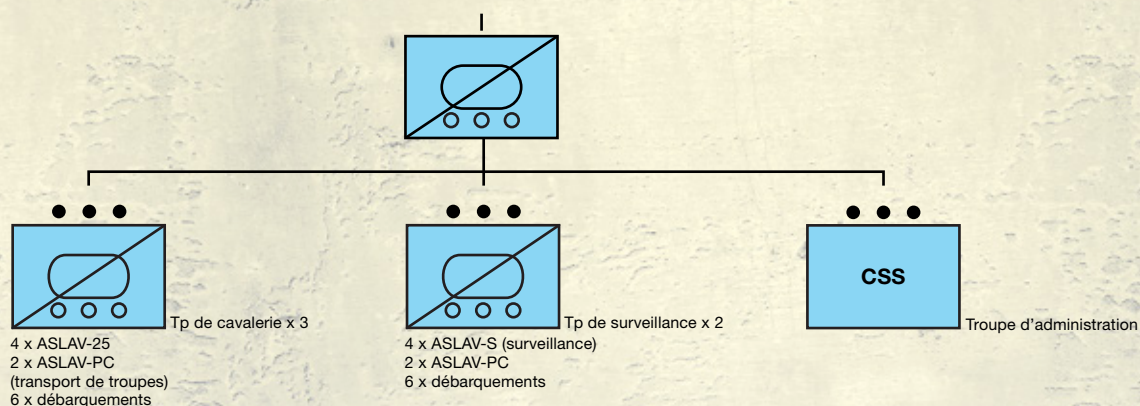 Tp de cavalerie x 3
4 x ASLAV-25
2 x ASLAV-PC
(transport de troupes)
6 x débarquements
Tp de surveillance x 2
4 x ASLAV-S (surveillance)
2 x ASLAV-PC
6 x débarquements
CSS
Troupe d’administration